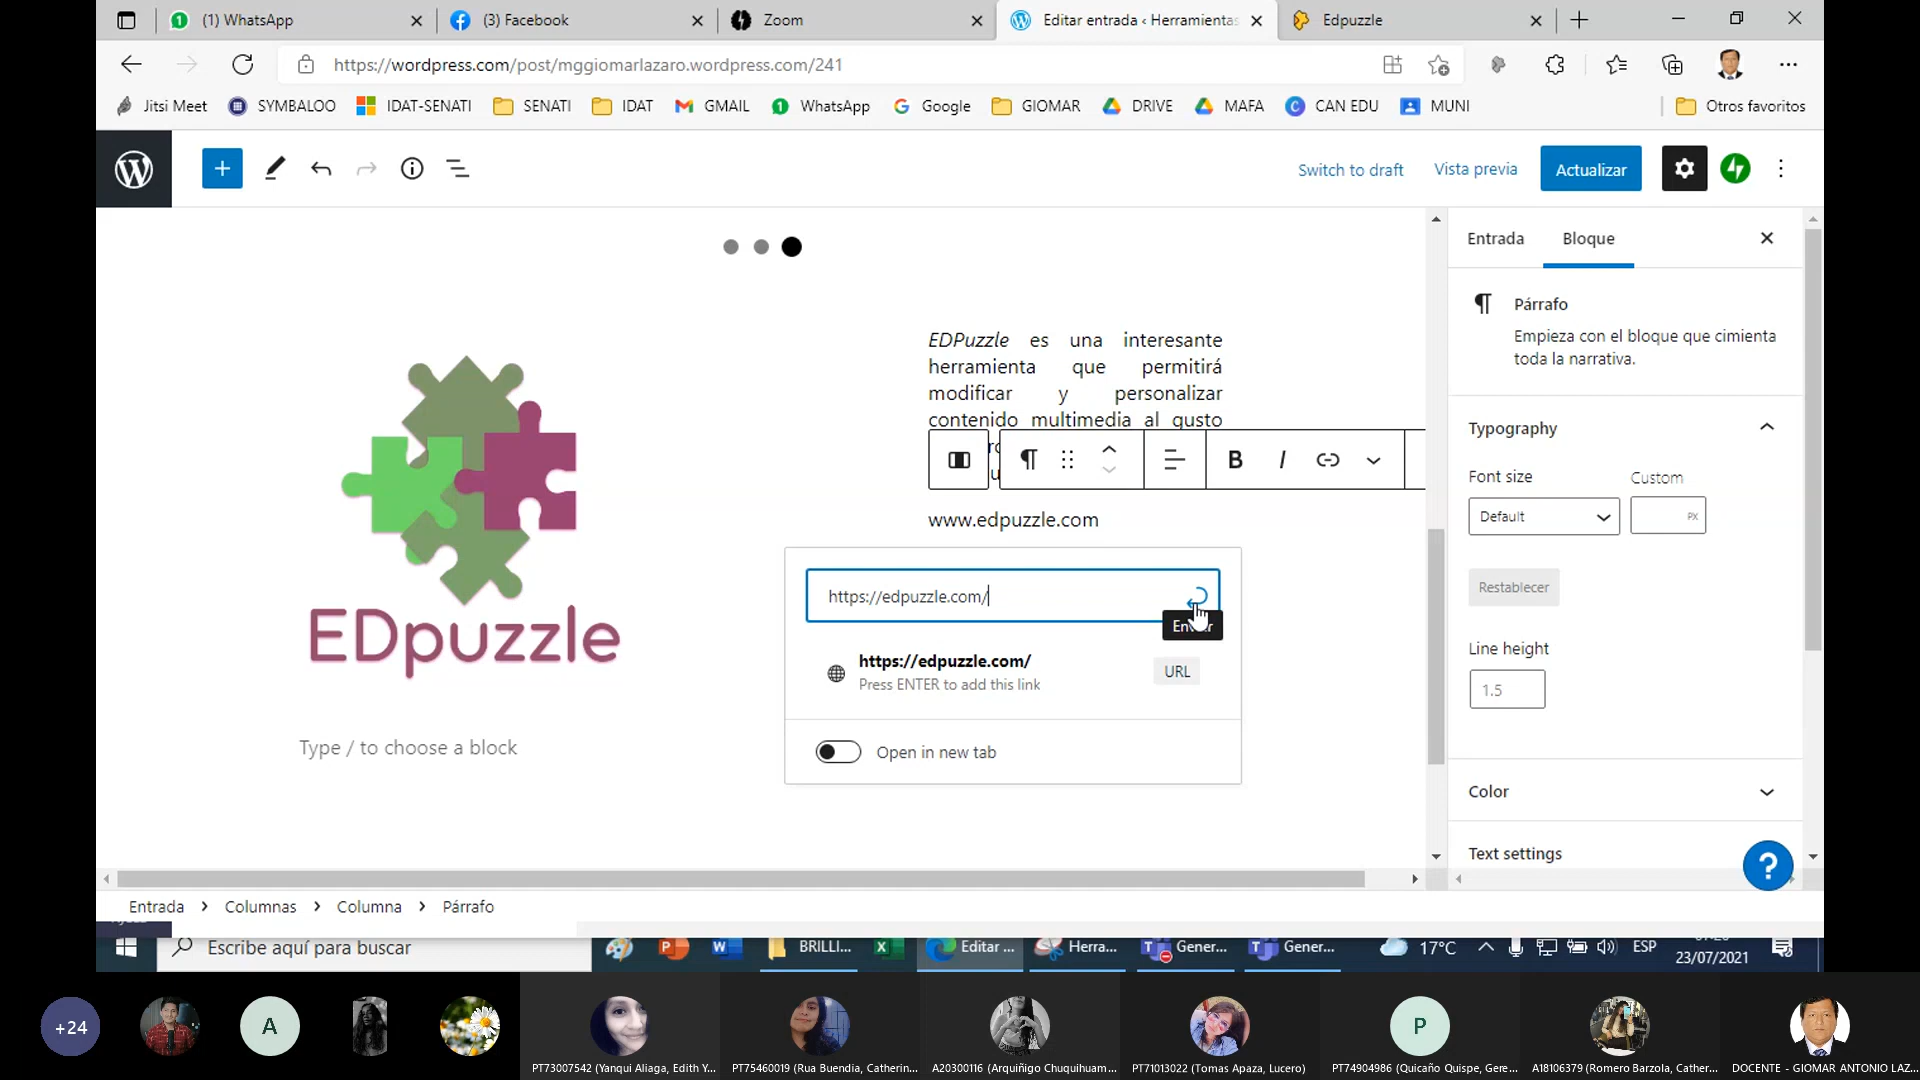 (1) WhatsApp
(3) Facebook
Zoom
Editar entrada ‹ Herramientas
Edpuzzle
https://wordpress.com/post/mggiomarlazaro.wordpress.com/241
Jitsi Meet
SYMBALOO
IDAT-SENATI
SENATI
IDAT
GMAIL
WhatsApp
Google
GIOMAR
DRIVE
MAFA
CAN EDU
MUNI
Otros favoritos
Switch to draft
Vista previa
Actualizar
Entrada
Bloque
Párrafo
Empieza con el bloque que cimienta
toda la narrativa.
EDPuzzle es una interesante
herramienta que permitirá
modificar y personalizar
contenido multimedia al gusto
www.edpuzzle.com
https://edpuzzle.com/
https://edpuzzle.com/
Press ENTER to add this link
URL
Open in new tab
EDpuzzle
Type / to choose a block
Typography
Font size
Custom
Default
PX
Restablecer
Line height
1.5
Color
Text settings
Entrada
Columnas
Columna
Párrafo
Escribe aquí para buscar
BRILLI...
Editar ...
Herra...
Gener...
Gener...
17°C
ESP
23/07/2021
+24
A
P
PT73007542 (Yanqui Aliaga, Edith Y...
PT75460019 (Rua Buendia, Catherin...
A20300116 (Arquiñigo Chuquihuam...
PT71013022 (Tomas Apaza, Lucero)
PT74904986 (Quicaño Quispe, Gere...
A18106379 (Romero Barzola, Cather...
DOCENTE - GIOMAR ANTONIO LAZ...